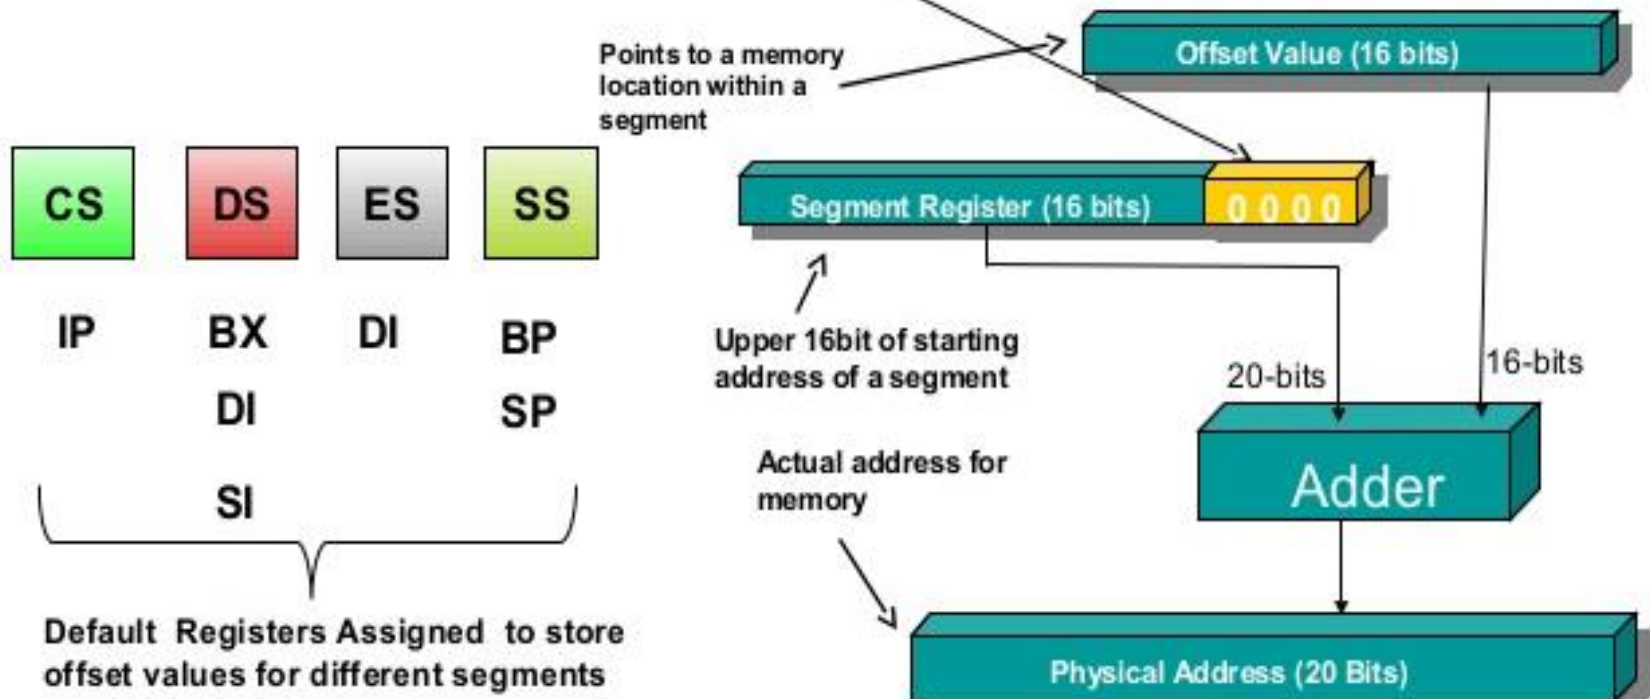 Points to a memory
location within a
segment
Offset Value (16 bits)
CS
DS
ES
SS
Segment Register (16 bits)
0 0 0 0
IP
BX
DI
BP
DI
SP
SI
Upper 16bit of starting
address of a segment
20-bits
16-bits
Actual address for
memory
Adder
Default Registers Assigned to store
offset values for different segments
Physical Address (20 Bits)